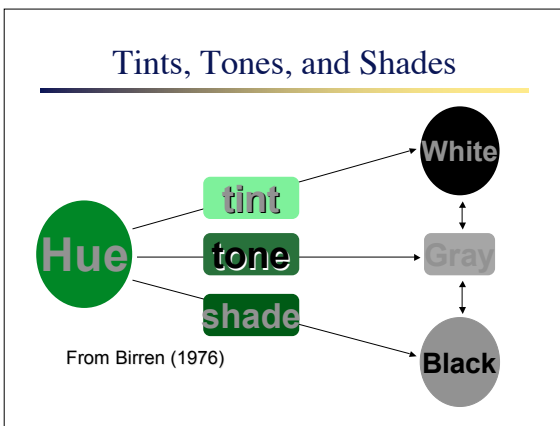 Tints, Tones, and Shades
White
tint
Hue
tone
Gray
shade
Black
From Birren (1976)